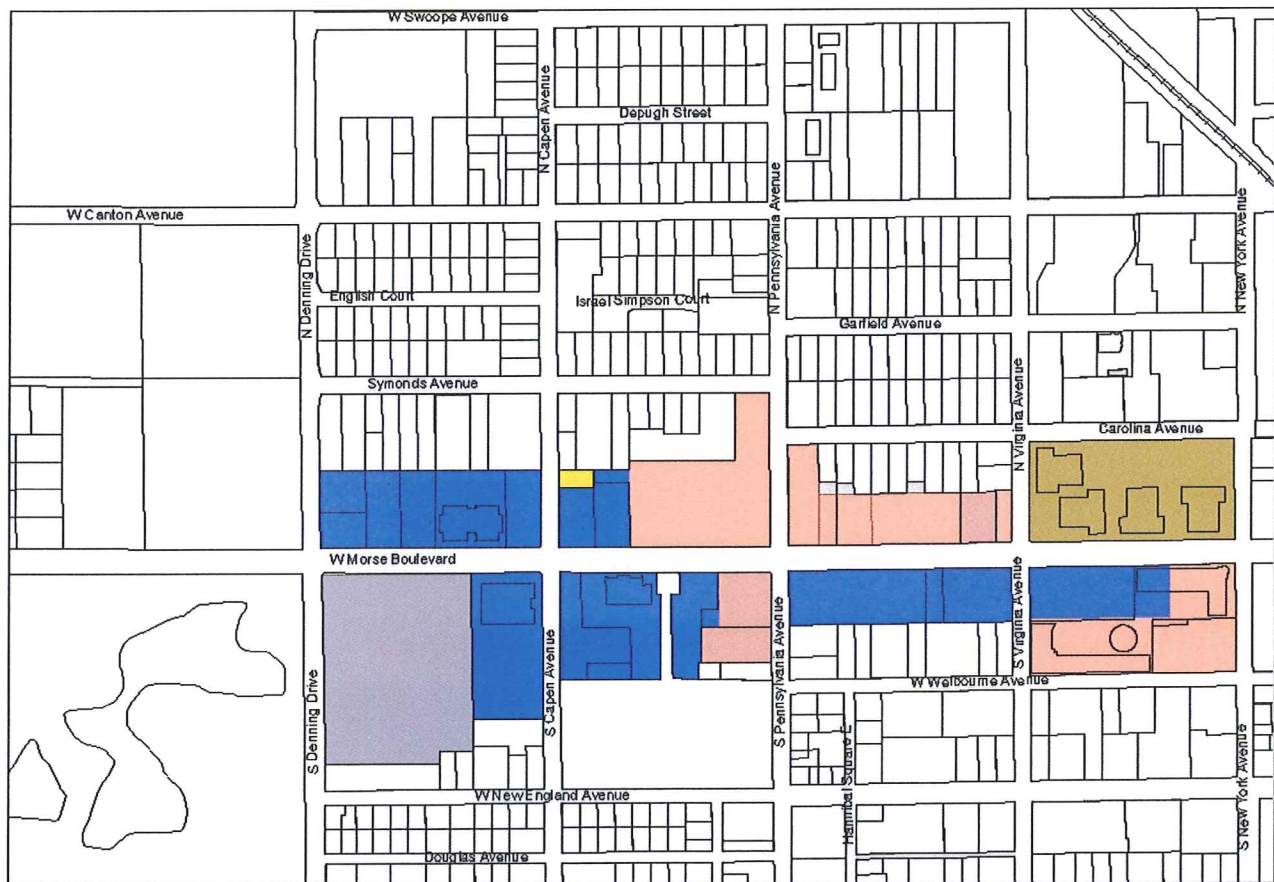 W Swoope Avenue
N Capen Avenue
Depugh Street
W Canton Avenue
N Denning Drive
N Pennsylvania Avenue
N New York Avenue
English Court
Israel Simpson Court
Garfield Avenue
Symonds Avenue
N Virginia Avenue
Carolina Avenue
W Morse Boulevard
S Denning Drive
S Capen Avenue
S Pennsylvania Avenue
S Virginia Avenue
W Welbourne Avenue
Hannibal Square E
S New York Avenue
W New England Avenue
Douglas Avenue